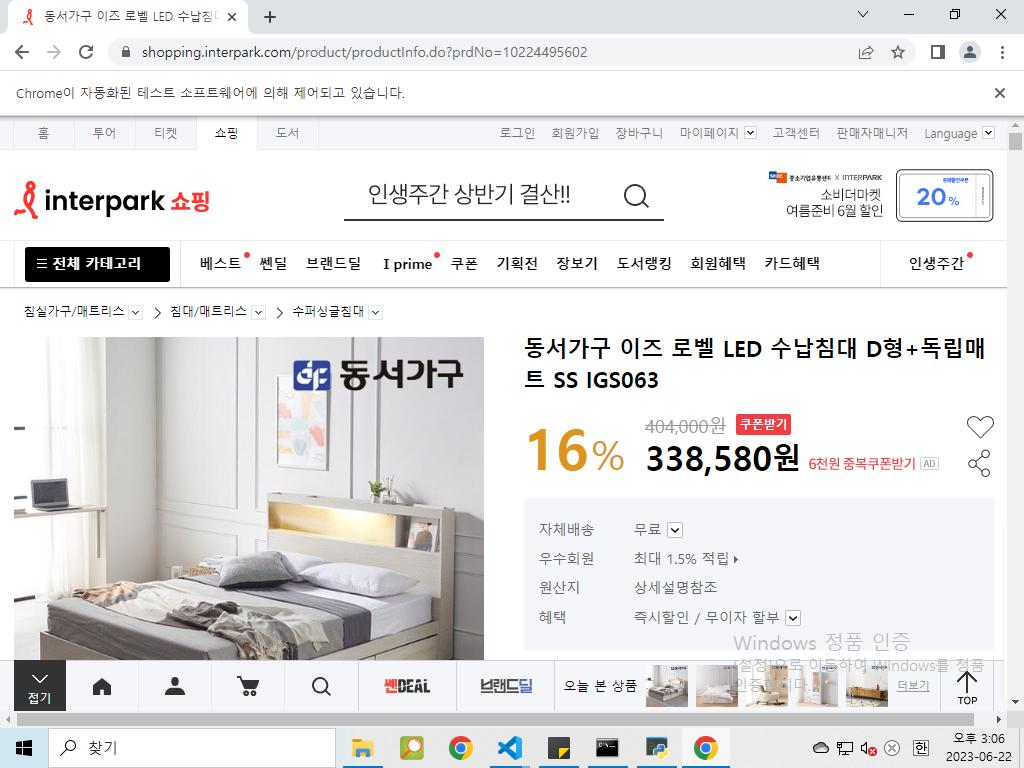 동서가구 이즈 로벨 LED 수납침대
shopping.interpark.com/product/productInfo.do?prdNo=10224495602
Chrome이 자동화된 테스트 소프트웨어에 의해 제어되고 있습니다.
홈 투어 티켓 쇼핑 도서 로그인 회원가입 장바구니 마이페이지 고객센터 판매자매니저 Language
interpark 쇼핑
인생주간 상반기 결산!!
중소기업유통센터 X INTERPARK
소비더마켓
여름준비 6월 할인
20%
전체 카테고리 베스트 쎈딜 브랜드딜 I prime 쿠폰 기획전 장보기 도서랭킹 회원혜택 카드혜택 인생주간
침실가구/매트리스 침대/매트리스 수퍼싱글침대
동서가구
동서가구 이즈 로벨 LED 수납침대 D형+독립매
트 SS IGS063
16% 404,000원 쿠폰받기
338,580원 6천원 중복쿠폰받기 AD
자체배송 무료
우수회원 최대 1.5% 적립
원산지 상세설명참조
혜택 즉시할인 / 무이자 할부
Windows 정품 인증
[설정]으로 이동하여 Windows를 정품
인증합니다.
접기 쎈DEAL 브랜드딜 오늘 본 상품 더보기 TOP
찾기
한
오후 3:06
2023-06-22